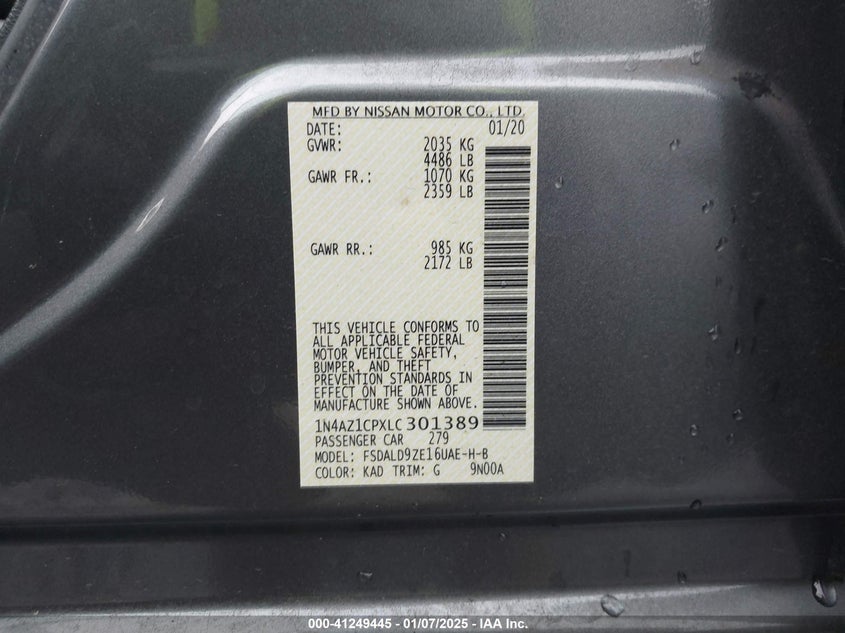 MFD BY NISSAN MOTOR CO., LTD.
DATE: 01/20
GVWR: 2035 KG
4486 LB
GAWR FR.: 1070 KG
2359 LB
GAWR RR.: 985 KG
2172 LB
THIS VEHICLE CONFORMS TO
ALL APPLICABLE FEDERAL
MOTOR VEHICLE SAFETY,
BUMPER, AND THEFT
PREVENTION STANDARDS IN
EFFECT ON THE DATE OF
MANUFACTURE SHOWN ABOVE.
1N4AZ1CPXLC301389
PASSENGER CAR 279
MODEL: FSDALD9ZE16UAE-H-B
COLOR: KAD TRIM: G 9N00A
000-41249445 - 01/07/2025 - IAA Inc.